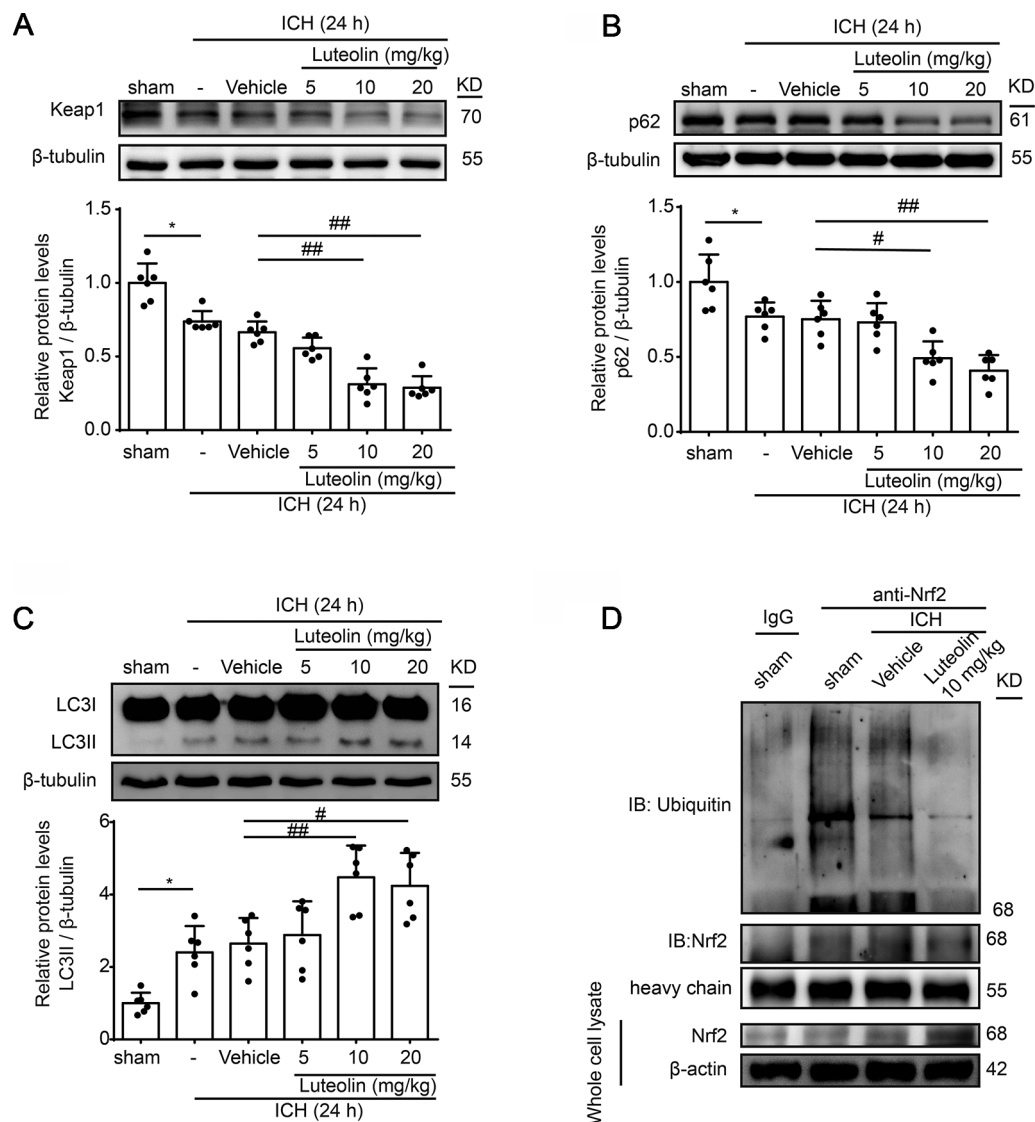 A
ICH (24 h)
Luteolin (mg/kg)
sham - Vehicle 5 10 20 KD
Keap1 70
β-tubulin 55
Relative protein levels
Keap1 / β-tubulin
1.5
1.0
0.5
0.0
*
##
##
sham - Vehicle 5 10 20
Luteolin (mg/kg)
ICH (24 h)
B
ICH (24 h)
Luteolin (mg/kg)
sham - Vehicle 5 10 20 KD
p62 61
β-tubulin 55
Relative protein levels
p62 / β-tubulin
1.5
1.0
0.5
0.0
*
##
#
sham - Vehicle 5 10 20
Luteolin (mg/kg)
ICH (24 h)
C
ICH (24 h)
Luteolin (mg/kg)
sham - Vehicle 5 10 20 KD
LC3I 16
LC3II 14
β-tubulin 55
Relative protein levels
LC3II / β-tubulin
6
4
2
0
*
#
##
sham - Vehicle 5 10 20
Luteolin (mg/kg)
ICH (24 h)
D
anti-Nrf2
IgG ICH
sham sham Vehicle Luteolin
10 mg/kg
KD
IB: Ubiquitin
68
IB:Nrf2 68
heavy chain 55
Whole cell lysate
Nrf2 68
β-actin 42